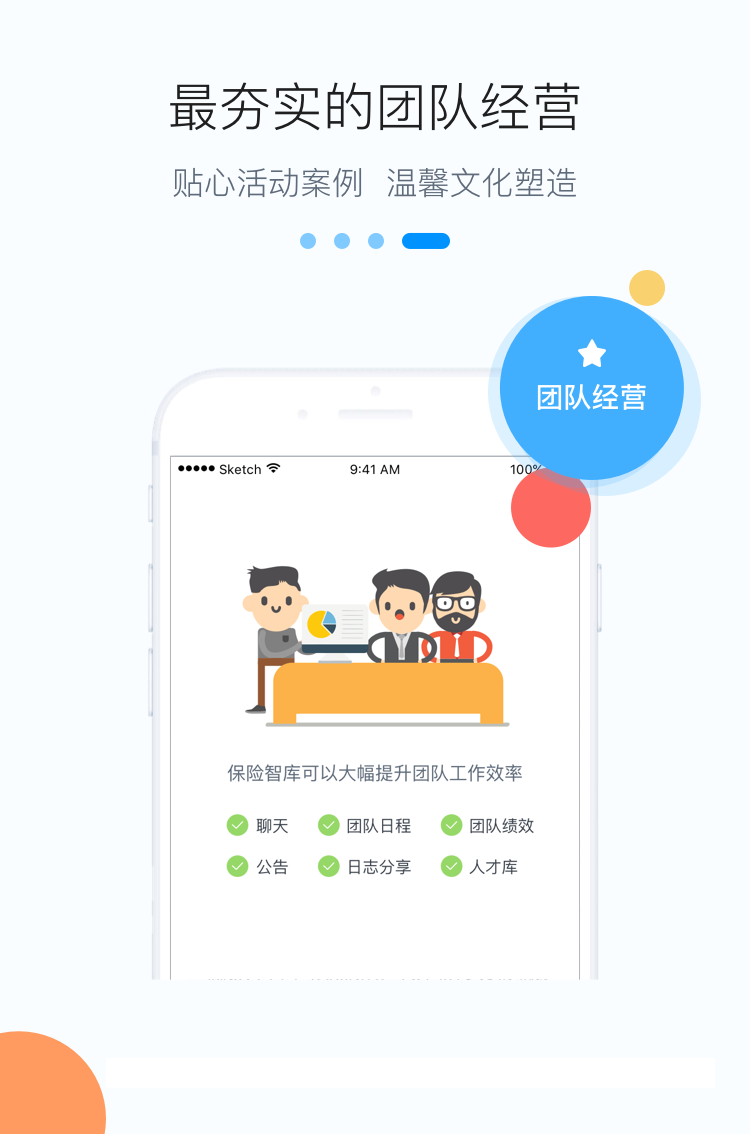 最夯实的团队经营
贴心活动案例 温馨文化塑造
团队经营
Sketch 9:41 AM 100%
保险智库可以大幅提升团队工作效率
聊天 团队日程 团队绩效
公告 日志分享 人才库